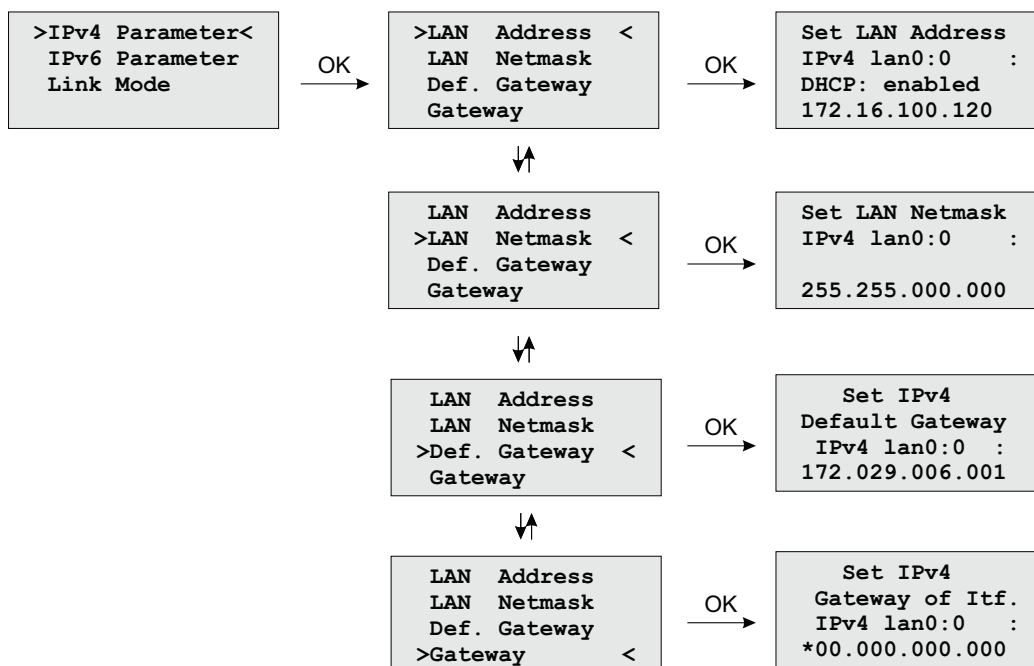 >IPv4 Parameter<
IPv6 Parameter
Link Mode
OK
>LAN Address <
LAN Netmask
Def. Gateway
Gateway
OK
Set LAN Address
IPv4 lan0:0 :
DHCP: enabled
172.16.100.120
LAN Address
>LAN Netmask <
Def. Gateway
Gateway
OK
Set LAN Netmask
IPv4 lan0:0 :
255.255.000.000
LAN Address
LAN Netmask
>Def. Gateway <
Gateway
OK
Set IPv4
Default Gateway
IPv4 lan0:0 :
172.029.006.001
LAN Address
LAN Netmask
Def. Gateway
>Gateway <
OK
Set IPv4
Gateway of Itf.
IPv4 lan0:0 :
*00.000.000.000